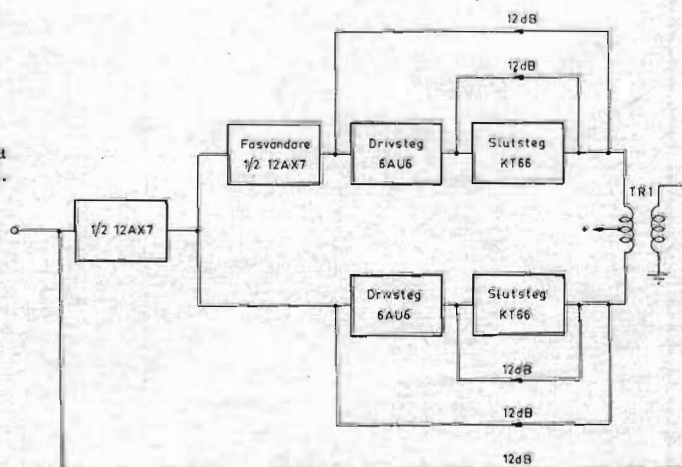 12dB
12dB
Fasvändare
1/2 12AX7
Drivsteg
6AU6
Slutsteg
KT66
d
.
TR1
1/2 12AX7
+
Drivsteg
6AU6
Slutsteg
KT66
12dB
12dB
12dB